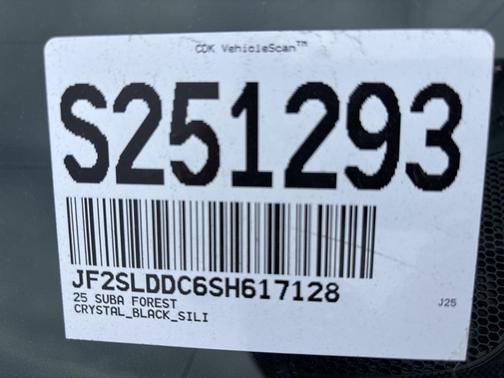 CDK VehicleScan™
S251293
JF2SLDDC6SH617128
25 SUBA FOREST
CRYSTAL_BLACK_SILI
J25